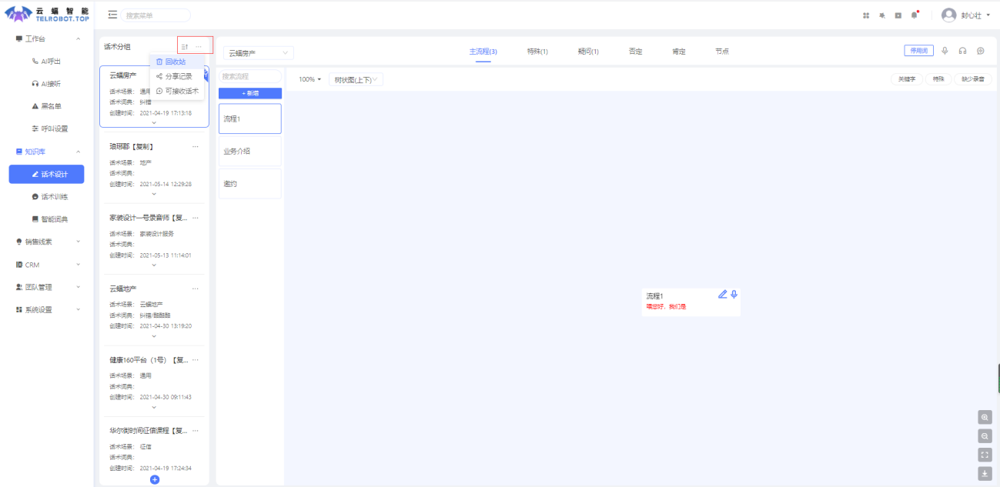 云蝠智能
TELROBOT.TOP
搜索菜单
封心壮
工作台
AI呼出
AI接听
黑名单
呼叫设置
知识库
话术设计
话术训练
智能词典
销售线索
CRM
团队管理
系统设置
话术分组
回收站
分享记录
可接收话术
云蝠房产
话术场景： 通用
话术词典： 纠错
创建时间： 2021-04-19 17:13:18
琅琊郡【复制】
话术场景： 地产
话术词典：
创建时间： 2021-05-14 12:29:28
家装设计一号录音师【复...
话术场景： 家装设计服务
话术词典：
创建时间： 2021-05-13 11:14:01
云蝠地产
话术场景： 云蝠地产
话术词典： 纠错/酷酷酷
创建时间： 2021-04-30 13:19:20
健康160平台（1号）【复...
话术场景： 通用
话术词典：
创建时间： 2021-04-30 09:11:43
华尔街时间征信课程【复...
话术场景： 征信
话术词典：
创建时间： 2021-04-19 17:24:34
云蝠房产
主流程(3) 特殊(1) 疑问(1) 否定 肯定 节点
停用词
搜索流程
+ 新增
流程1
业务介绍
邀约
100% 树状图(上下)
关键字 特殊 缺少录音
流程1
喂您好，我们是